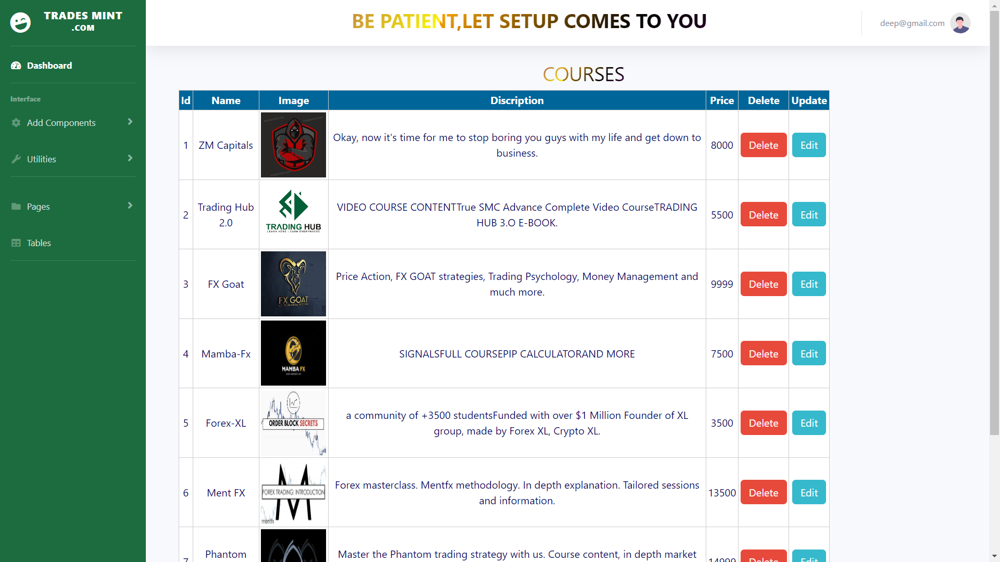 TRADES MINT
.COM
BE PATIENT,LET SETUP COMES TO YOU
deep@gmail.com
Dashboard
Interface
Add Components
Utilities
Pages
Tables
COURSES
Id Name Image Discription Price Delete Update
1 ZM Capitals Okay, now it's time for me to stop boring you guys with my life and get down to
business.
8000 Delete Edit
2 Trading Hub
2.0
TRADING HUB
LEARN HERE - EARN EVERYWHERE
VIDEO COURSE CONTENTTrue SMC Advance Complete Video CourseTRADING
HUB 3.O E-BOOK.
5500 Delete Edit
3 FX Goat
FX GOAT
Price Action, FX GOAT strategies, Trading Psychology, Money Management and
much more.
9999 Delete Edit
4 Mamba-Fx
MAMBA FX
SIGNALSFULL COURSEPIP CALCULATORAND MORE
7500 Delete Edit
5 Forex-XL
ORDER BLOCK SECRETS
a community of +3500 studentsFunded with over $1 Million Founder of XL
group, made by Forex XL, Crypto XL.
3500 Delete Edit
6 Ment FX
M
FOREX TRADING: INTRODUCTION
mentfx
Forex masterclass. Mentfx methodology. In depth explanation. Tailored sessions
and information.
13500 Delete Edit
7 Phantom
Master the Phantom trading strategy with us. Course content, in depth market
14999 Delete Edit